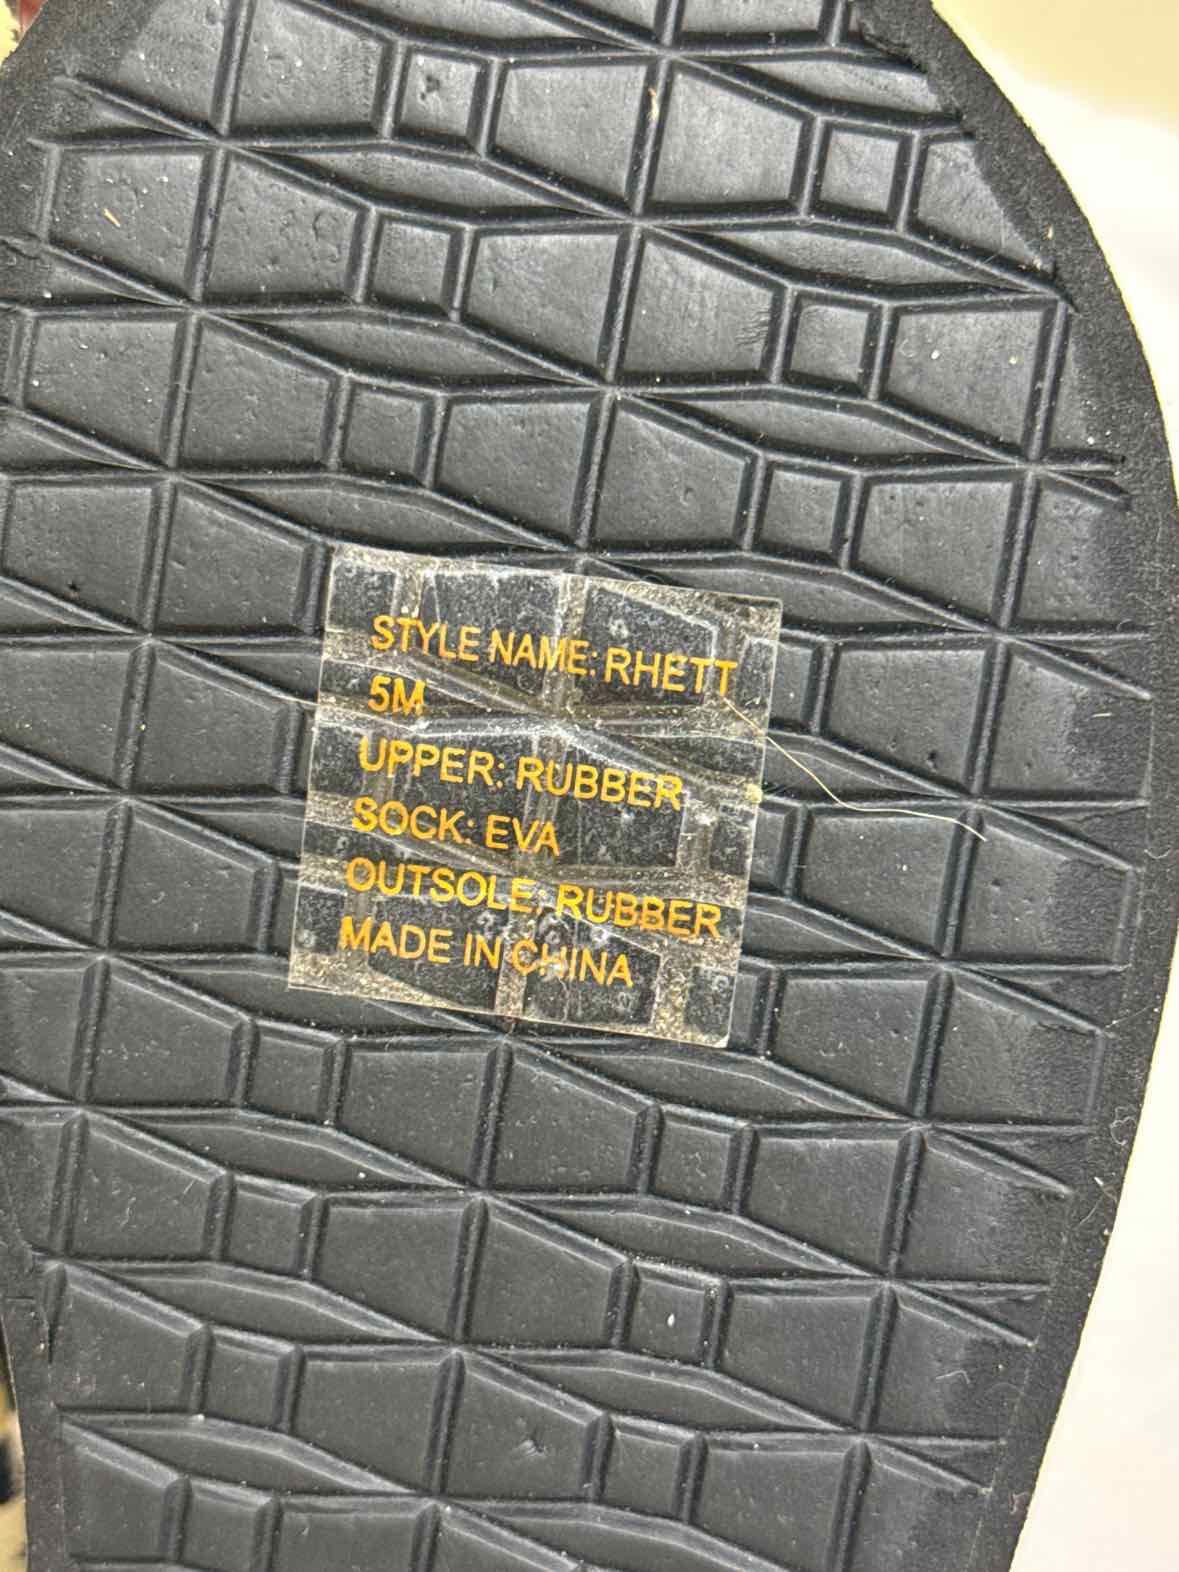 STYLE NAME: RHETT
5M
UPPER: RUBBER
SOCK: EVA
OUTSOLE: RUBBER
MADE IN CHINA